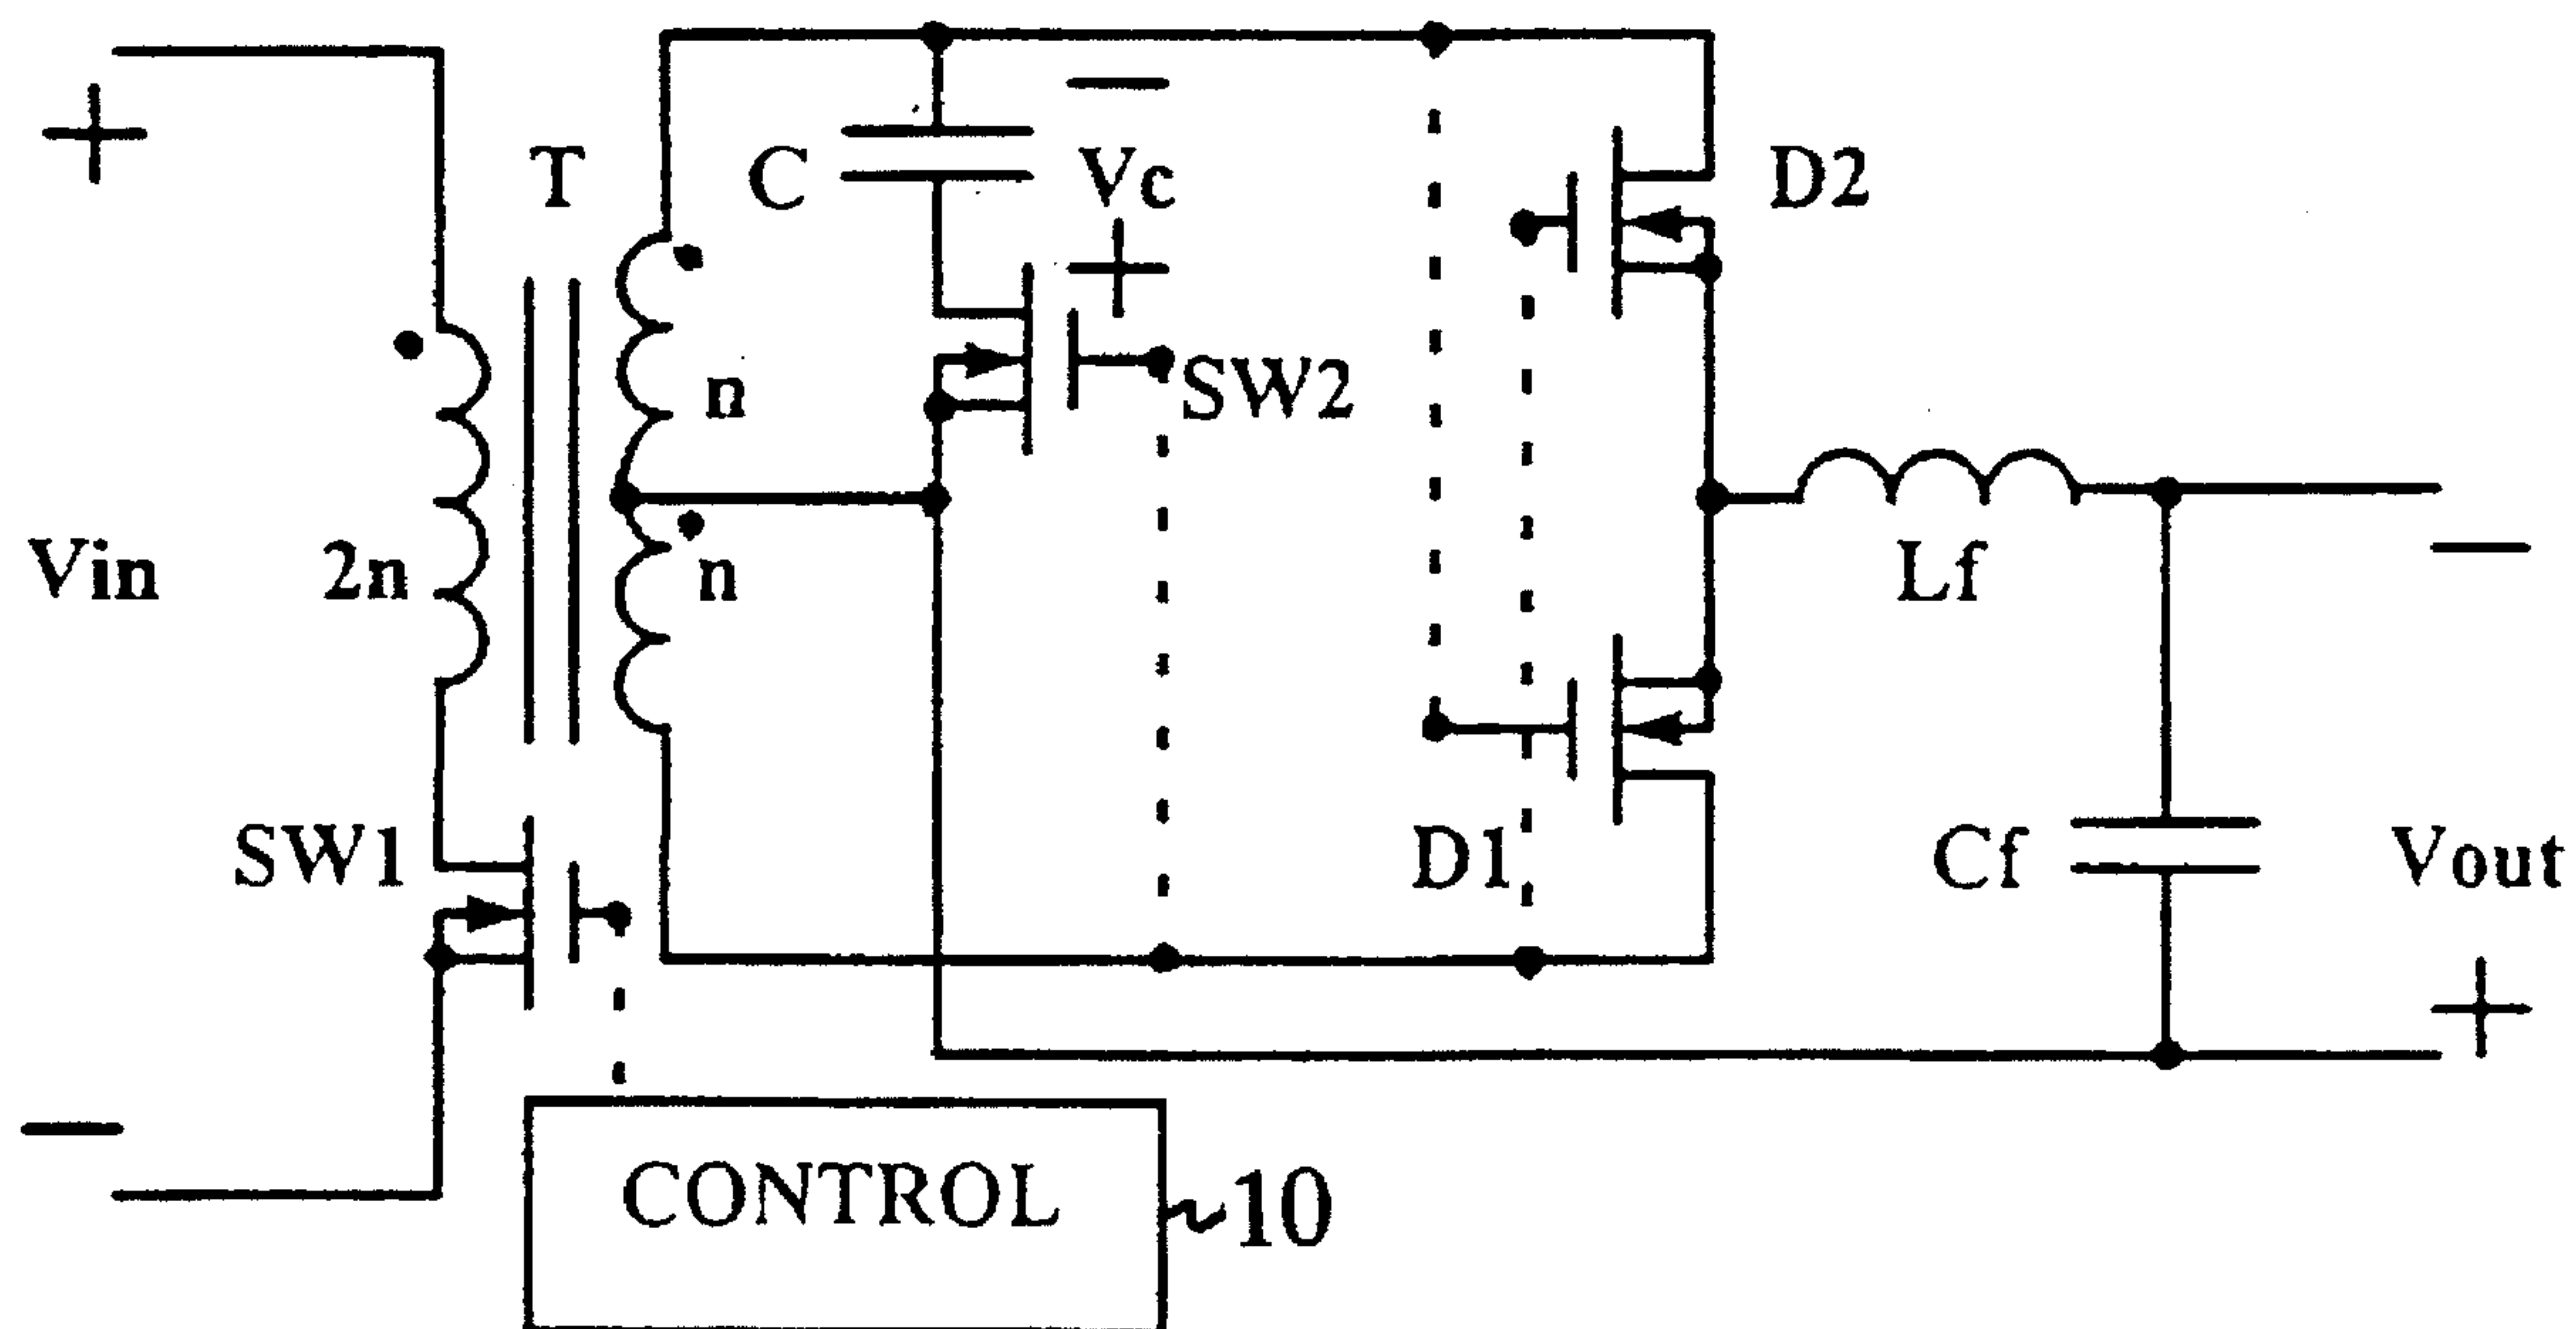 +
−
T
C
Vc
+
D2
n
SW2
Vin
2n
n
Lf
−
SW1
D1
Cf
Vout
+
−
CONTROL
10